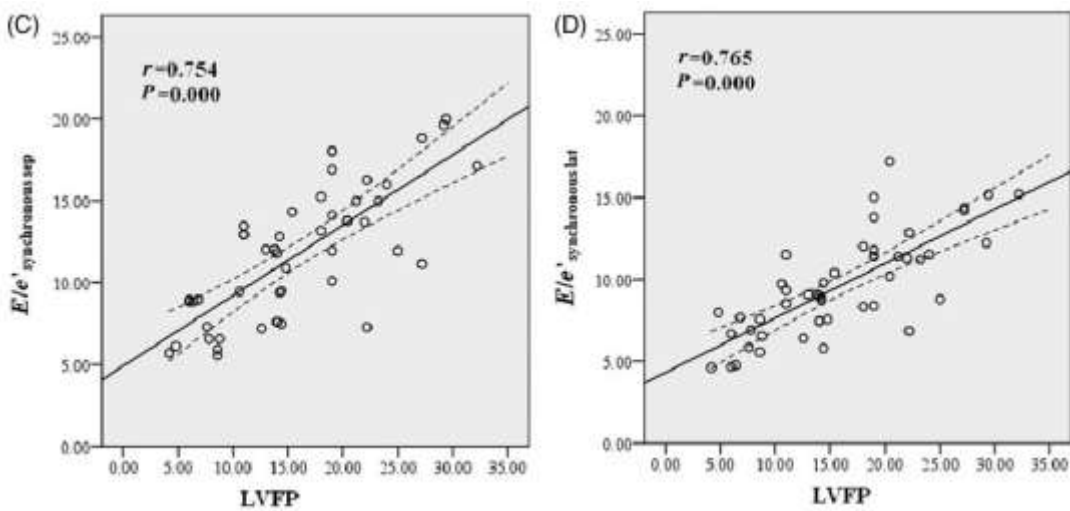 (C)
r=0.754
P=0.000
25.00
20.00
15.00
10.00
5.00
0.00
E/e' synchronous sep
0.00 5.00 10.00 15.00 20.00 25.00 30.00 35.00
LVFP
(D)
r=0.765
P=0.000
25.00
20.00
15.00
10.00
5.00
0.00
E/e' synchronous lat
0.00 5.00 10.00 15.00 20.00 25.00 30.00 35.00
LVFP